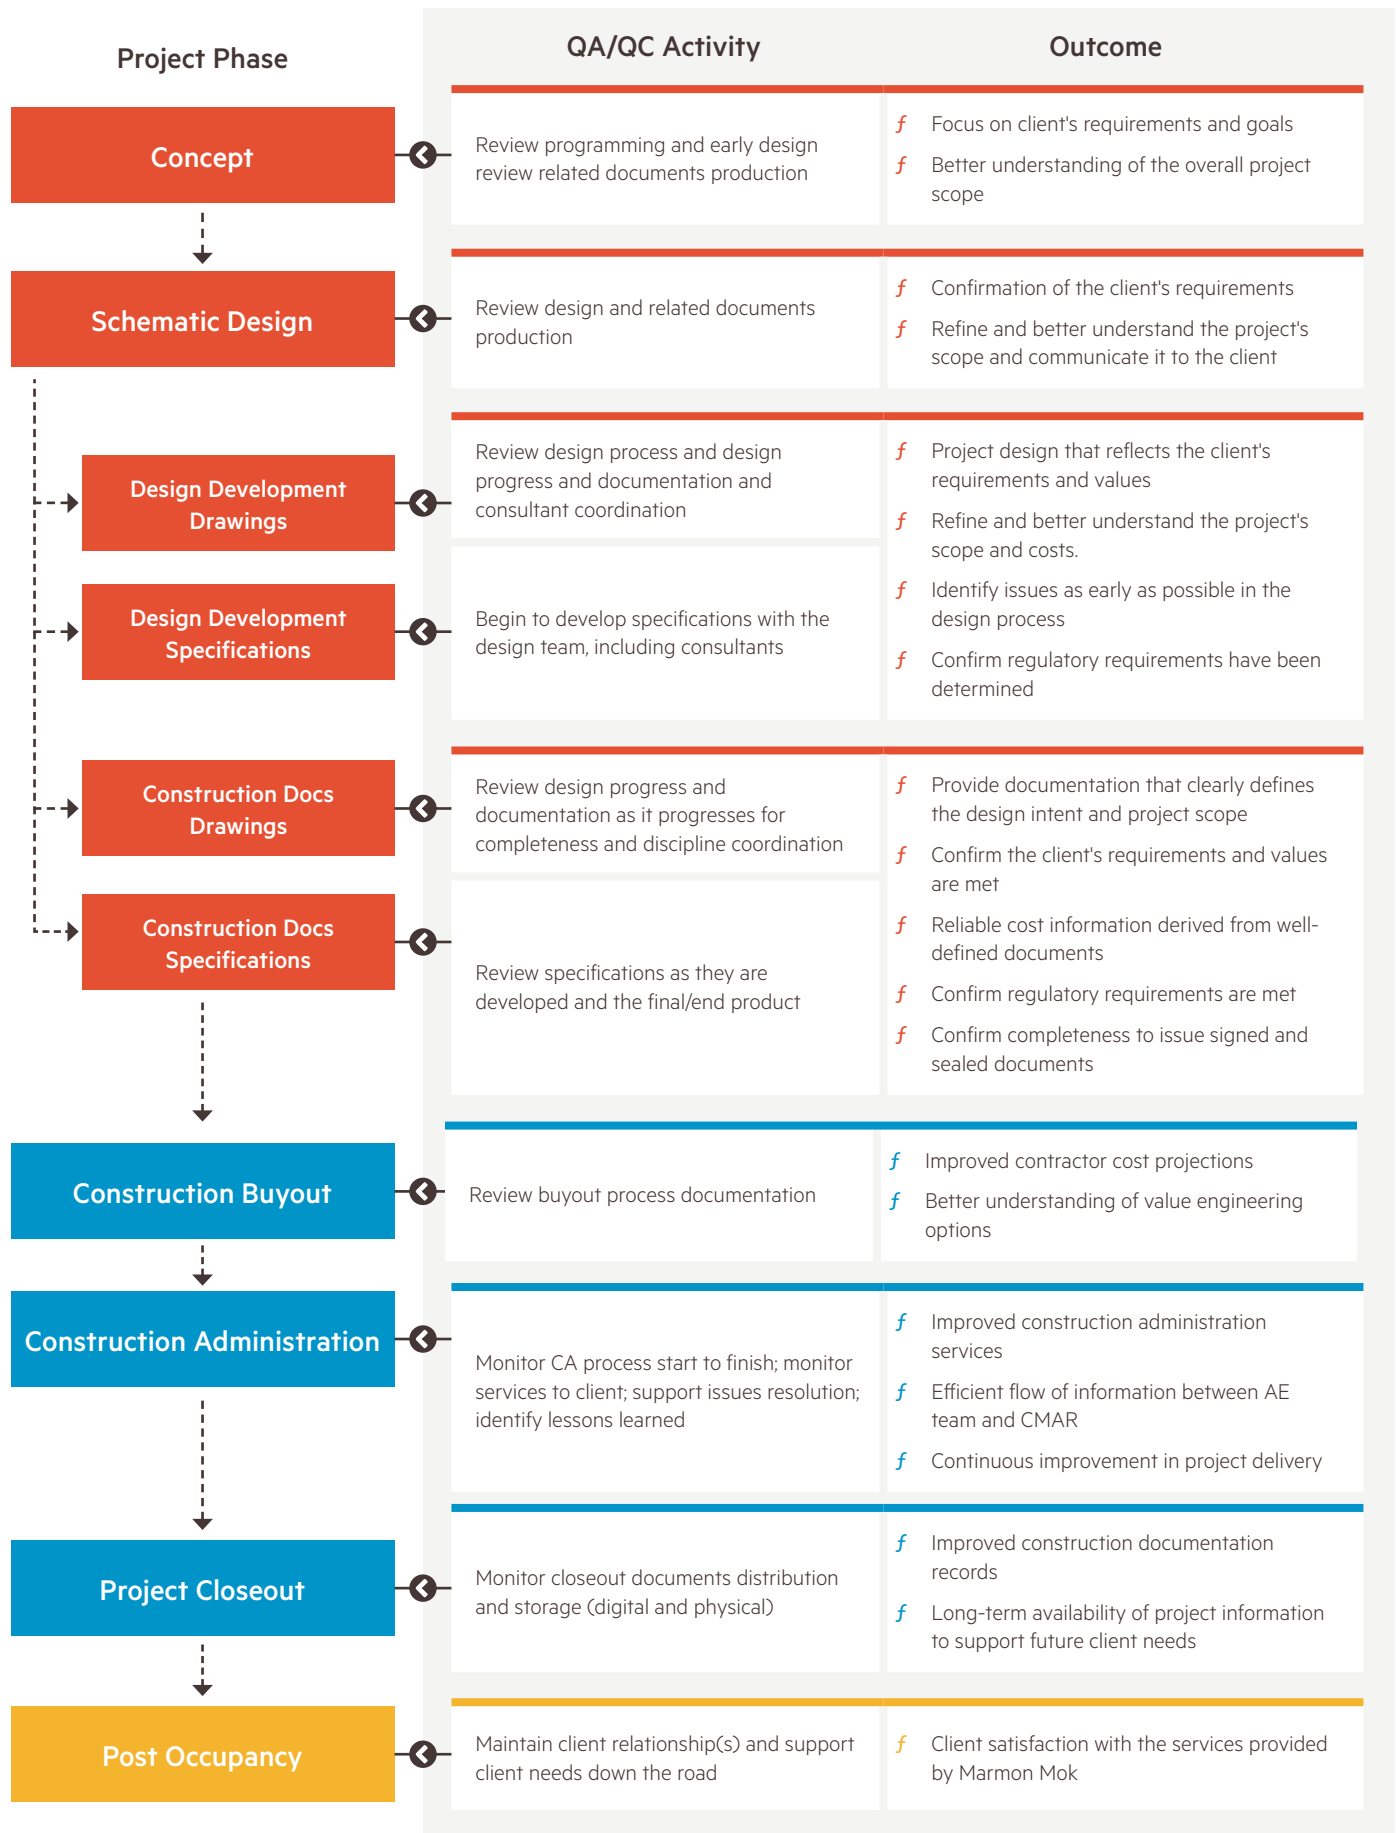 Project Phase
QA/QC Activity
Outcome
Concept
Review programming and early design
review related documents production
ƒ Focus on client's requirements and goals
ƒ Better understanding of the overall project
scope
Schematic Design
Review design and related documents
production
ƒ Confirmation of the client's requirements
ƒ Refine and better understand the project's
scope and communicate it to the client
Design Development
Drawings
Review design process and design
progress and documentation and
consultant coordination
Design Development
Specifications
Begin to develop specifications with the
design team, including consultants
ƒ Project design that reflects the client's
requirements and values
ƒ Refine and better understand the project's
scope and costs.
ƒ Identify issues as early as possible in the
design process
ƒ Confirm regulatory requirements have been
determined
Construction Docs
Drawings
Review design progress and
documentation as it progresses for
completeness and discipline coordination
Construction Docs
Specifications
Review specifications as they are
developed and the final/end product
ƒ Provide documentation that clearly defines
the design intent and project scope
ƒ Confirm the client's requirements and values
are met
ƒ Reliable cost information derived from well-
defined documents
ƒ Confirm regulatory requirements are met
ƒ Confirm completeness to issue signed and
sealed documents
Construction Buyout
Review buyout process documentation
ƒ Improved contractor cost projections
ƒ Better understanding of value engineering
options
Construction Administration
Monitor CA process start to finish; monitor
services to client; support issues resolution;
identify lessons learned
ƒ Improved construction administration
services
ƒ Efficient flow of information between AE
team and CMAR
ƒ Continuous improvement in project delivery
Project Closeout
Monitor closeout documents distribution
and storage (digital and physical)
ƒ Improved construction documentation
records
ƒ Long-term availability of project information
to support future client needs
Post Occupancy
Maintain client relationship(s) and support
client needs down the road
ƒ Client satisfaction with the services provided
by Marmon Mok